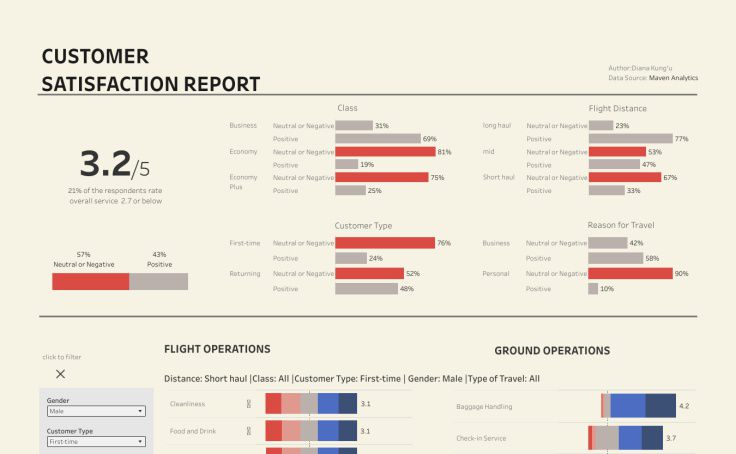 CUSTOMER
SATISFACTION REPORT
Author:Diana Kung'u
Data Source: Maven Analytics
3.2/5
21% of the respondents rate
overall service 2.7 or below
57% 43%
Neutral or Negative Positive
Class
Business Neutral or Negative 31%
Positive 69%
Economy Neutral or Negative 81%
Positive 19%
Economy Plus Neutral or Negative 75%
Positive 25%
Flight Distance
long haul Neutral or Negative 23%
Positive 77%
mid Neutral or Negative 53%
Positive 47%
Short haul Neutral or Negative 67%
Positive 33%
Customer Type
First-time Neutral or Negative 76%
Positive 24%
Returning Neutral or Negative 52%
Positive 48%
Reason for Travel
Business Neutral or Negative 42%
Positive 58%
Personal Neutral or Negative 90%
Positive 10%
click to filter
Gender
Male
Customer Type
First-time
FLIGHT OPERATIONS
GROUND OPERATIONS
Distance: Short haul |Class: All |Customer Type: First-time | Gender: Male |Type of Travel: All
Cleanliness 3.1
Food and Drink 3.1
Baggage Handling 4.2
Check-in Service 3.7